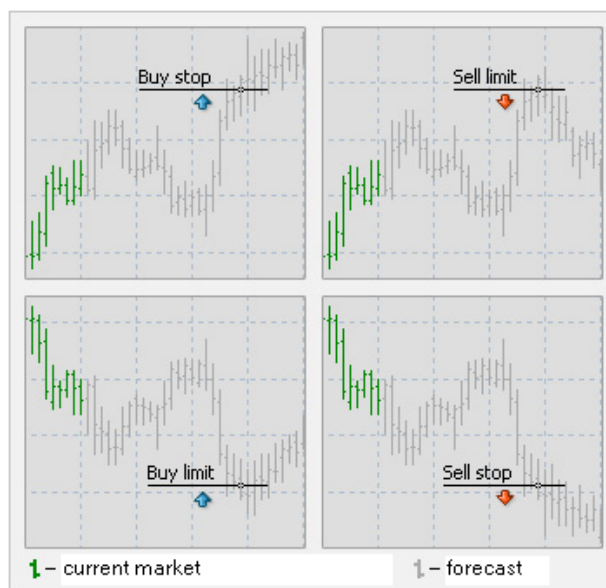 Buy stop
Sell limit
Buy limit
Sell stop
– current market
– forecast